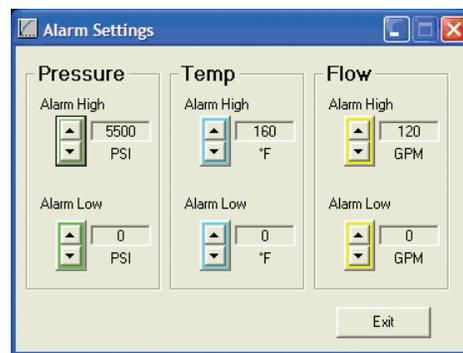 Alarm Settings
Pressure
Alarm High
5500
PSI
Alarm Low
0
PSI
Temp
Alarm High
160
°F
Alarm Low
0
°F
Flow
Alarm High
120
GPM
Alarm Low
0
GPM
Exit